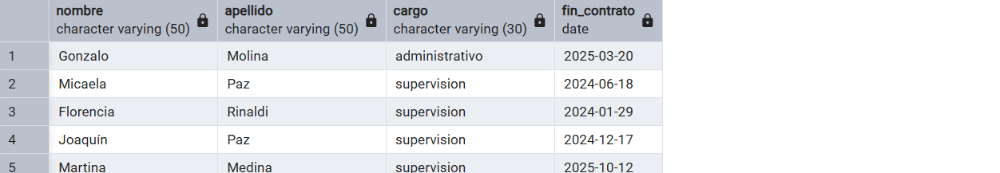 nombre apellido cargo fin_contrato
character varying (50) character varying (50) character varying (30) date
1 Gonzalo Molina administrativo 2025-03-20
2 Micaela Paz supervision 2024-06-18
3 Florencia Rinaldi supervision 2024-01-29
4 Joaquín Paz supervision 2024-12-17
5 Martina Medina supervision 2025-10-12